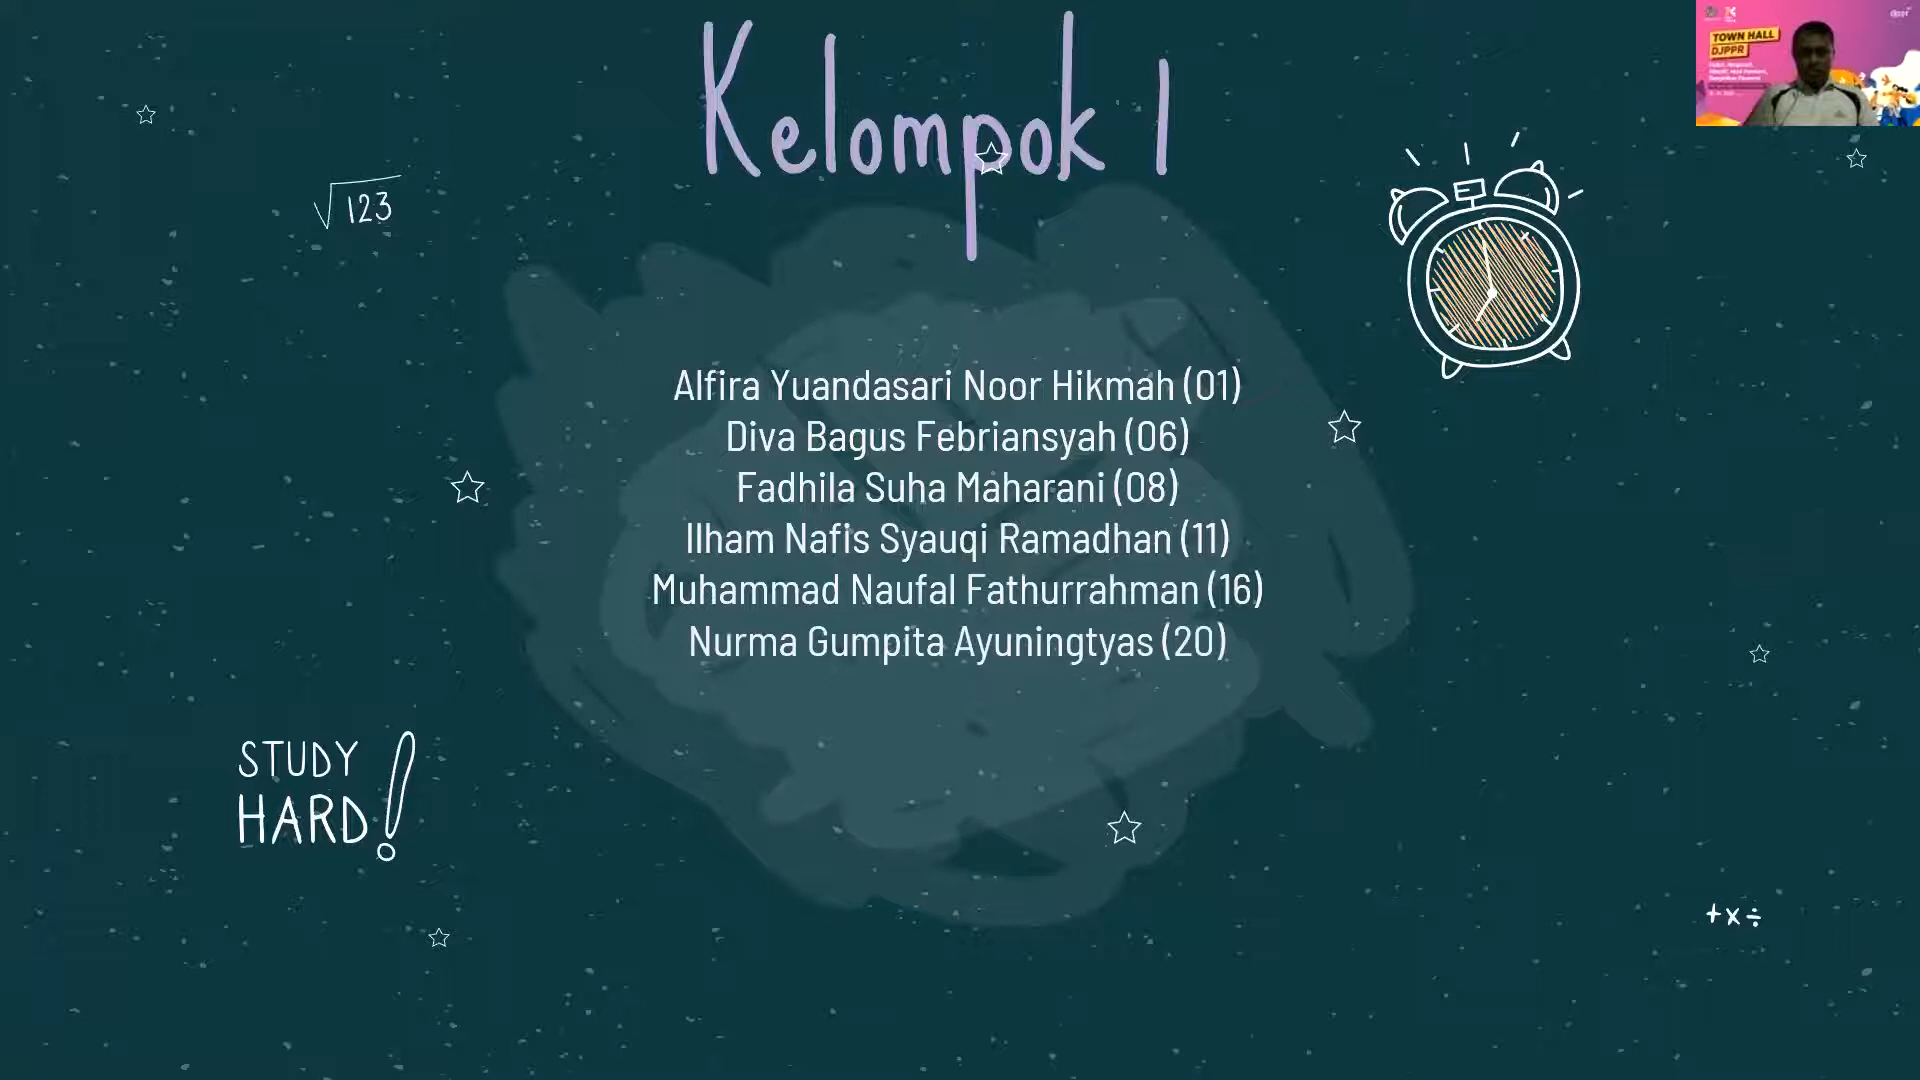 Kelompok 1
TOWN HALL
DJPPR
√123
Alfira Yuandasari Noor Hikmah (01)
Diva Bagus Febriansyah (06)
Fadhila Suha Maharani (08)
Ilham Nafis Syauqi Ramadhan (11)
Muhammad Naufal Fathurrahman (16)
Nurma Gumpita Ayuningtyas (20)
STUDY
HARD!
+x÷